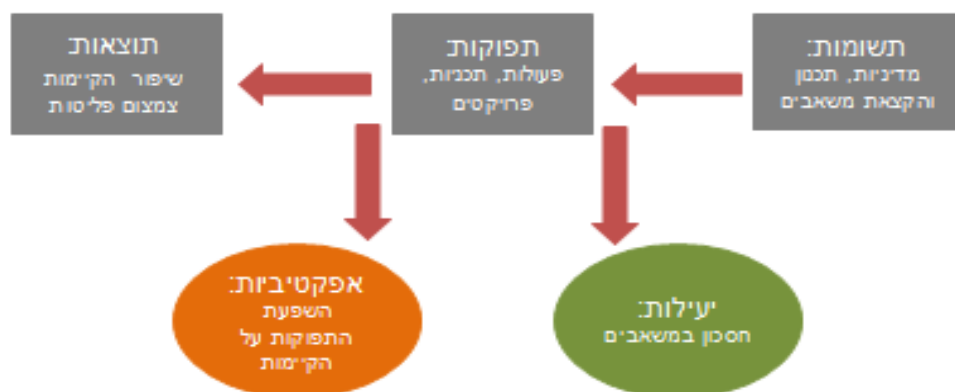 תשומות:
מדיניות, תכנון
והקצאת משאבים
תפוקות:
פעולות, תכניות,
פרויקטים
תוצאות:
שיפור הקיימות
צמצום פליטות
יעילות:
חסכון במשאבים
אפקטיביות:
השפעת
התפוקות על
הקיימות